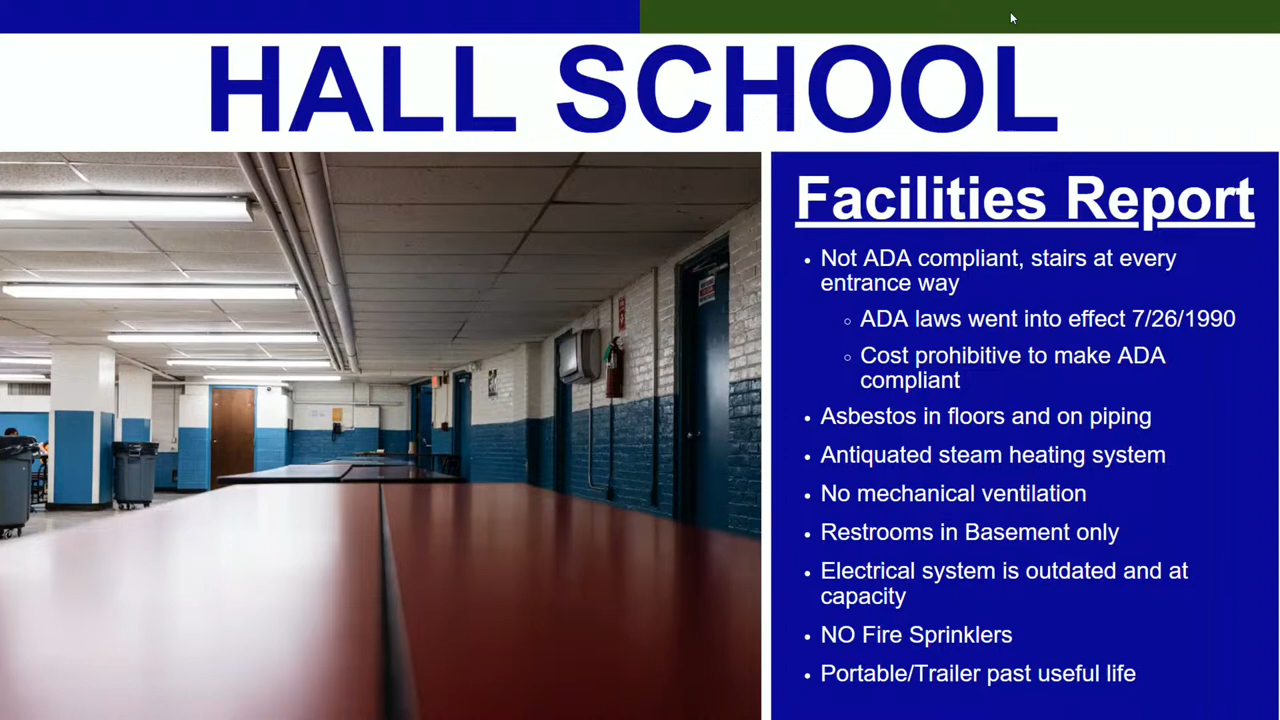 HALL SCHOOL
Facilities Report
• Not ADA compliant, stairs at every
entrance way
○ ADA laws went into effect 7/26/1990
○ Cost prohibitive to make ADA
compliant
• Asbestos in floors and on piping
• Antiquated steam heating system
• No mechanical ventilation
• Restrooms in Basement only
• Electrical system is outdated and at
capacity
• NO Fire Sprinklers
• Portable/Trailer past useful life